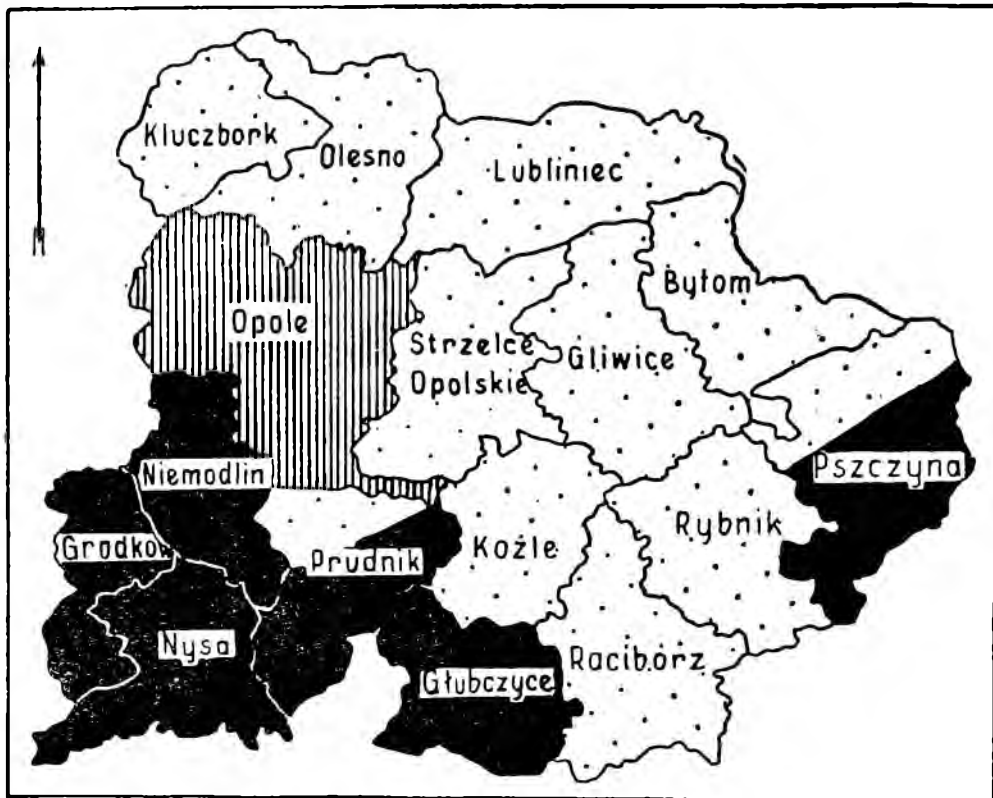 Kluczbork
Olesno
Lubliniec
Bytom
Opole
Strzelce
Opolskie
Gliwice
Niemodlin
Pszczyna
Grodków
Prudnik
Koźle
Rybnik
Nysa
Głubczyce
Racibórz